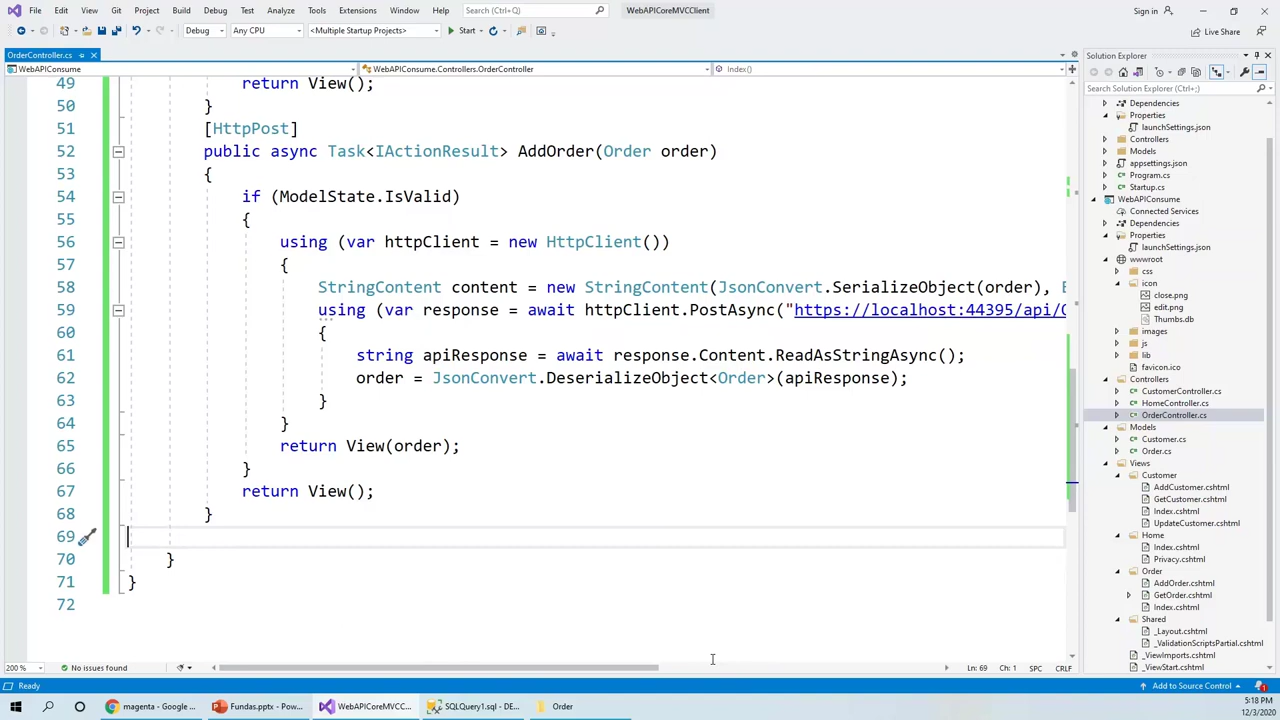 File Edit View Git Project Build Debug Test Analyze Tools Extensions Window Help Search (Ctrl+Q) WebAPICoreMVCClient Sign in
Debug Any CPU <Multiple Startup Projects> Start Live Share
OrderController.cs
WebAPIConsume WebAPIConsume.Controllers.OrderController Index()
49 return View();
50 }
51 [HttpPost]
52 public async Task<IActionResult> AddOrder(Order order)
53 {
54 if (ModelState.IsValid)
55 {
56 using (var httpClient = new HttpClient())
57 {
58 StringContent content = new StringContent(JsonConvert.SerializeObject(order), E
59 using (var response = await httpClient.PostAsync("https://localhost:44395/api/O
60 {
61 string apiResponse = await response.Content.ReadAsStringAsync();
62 order = JsonConvert.DeserializeObject<Order>(apiResponse);
63 }
64 }
65 return View(order);
66 }
67 return View();
68 }
69
70 }
71 }
72
200 % No issues found Ln: 69 Ch: 1 SPC CRLF
Solution Explorer
Search Solution Explorer (Ctrl+;)
Dependencies
Properties
launchSettings.json
Controllers
Models
appsettings.json
Program.cs
Startup.cs
WebAPIConsume
Connected Services
Dependencies
Properties
launchSettings.json
wwwroot
css
icon
close.png
edit.png
Thumbs.db
images
js
lib
favicon.ico
Controllers
CustomerController.cs
HomeController.cs
OrderController.cs
Models
Customer.cs
Order.cs
Views
Customer
AddCustomer.cshtml
GetCustomer.cshtml
Index.cshtml
UpdateCustomer.cshtml
Home
Index.cshtml
Privacy.cshtml
Order
AddOrder.cshtml
GetOrder.cshtml
Index.cshtml
Shared
_Layout.cshtml
_ValidationScriptsPartial.cshtml
_ViewImports.cshtml
_ViewStart.cshtml
Ready Add to Source Control 1
magenta - Google ... Fundas.pptx - Pow... WebAPICoreMVCC... SQLQuery1.sql - DE... Order
5:18 PM
12/3/2020